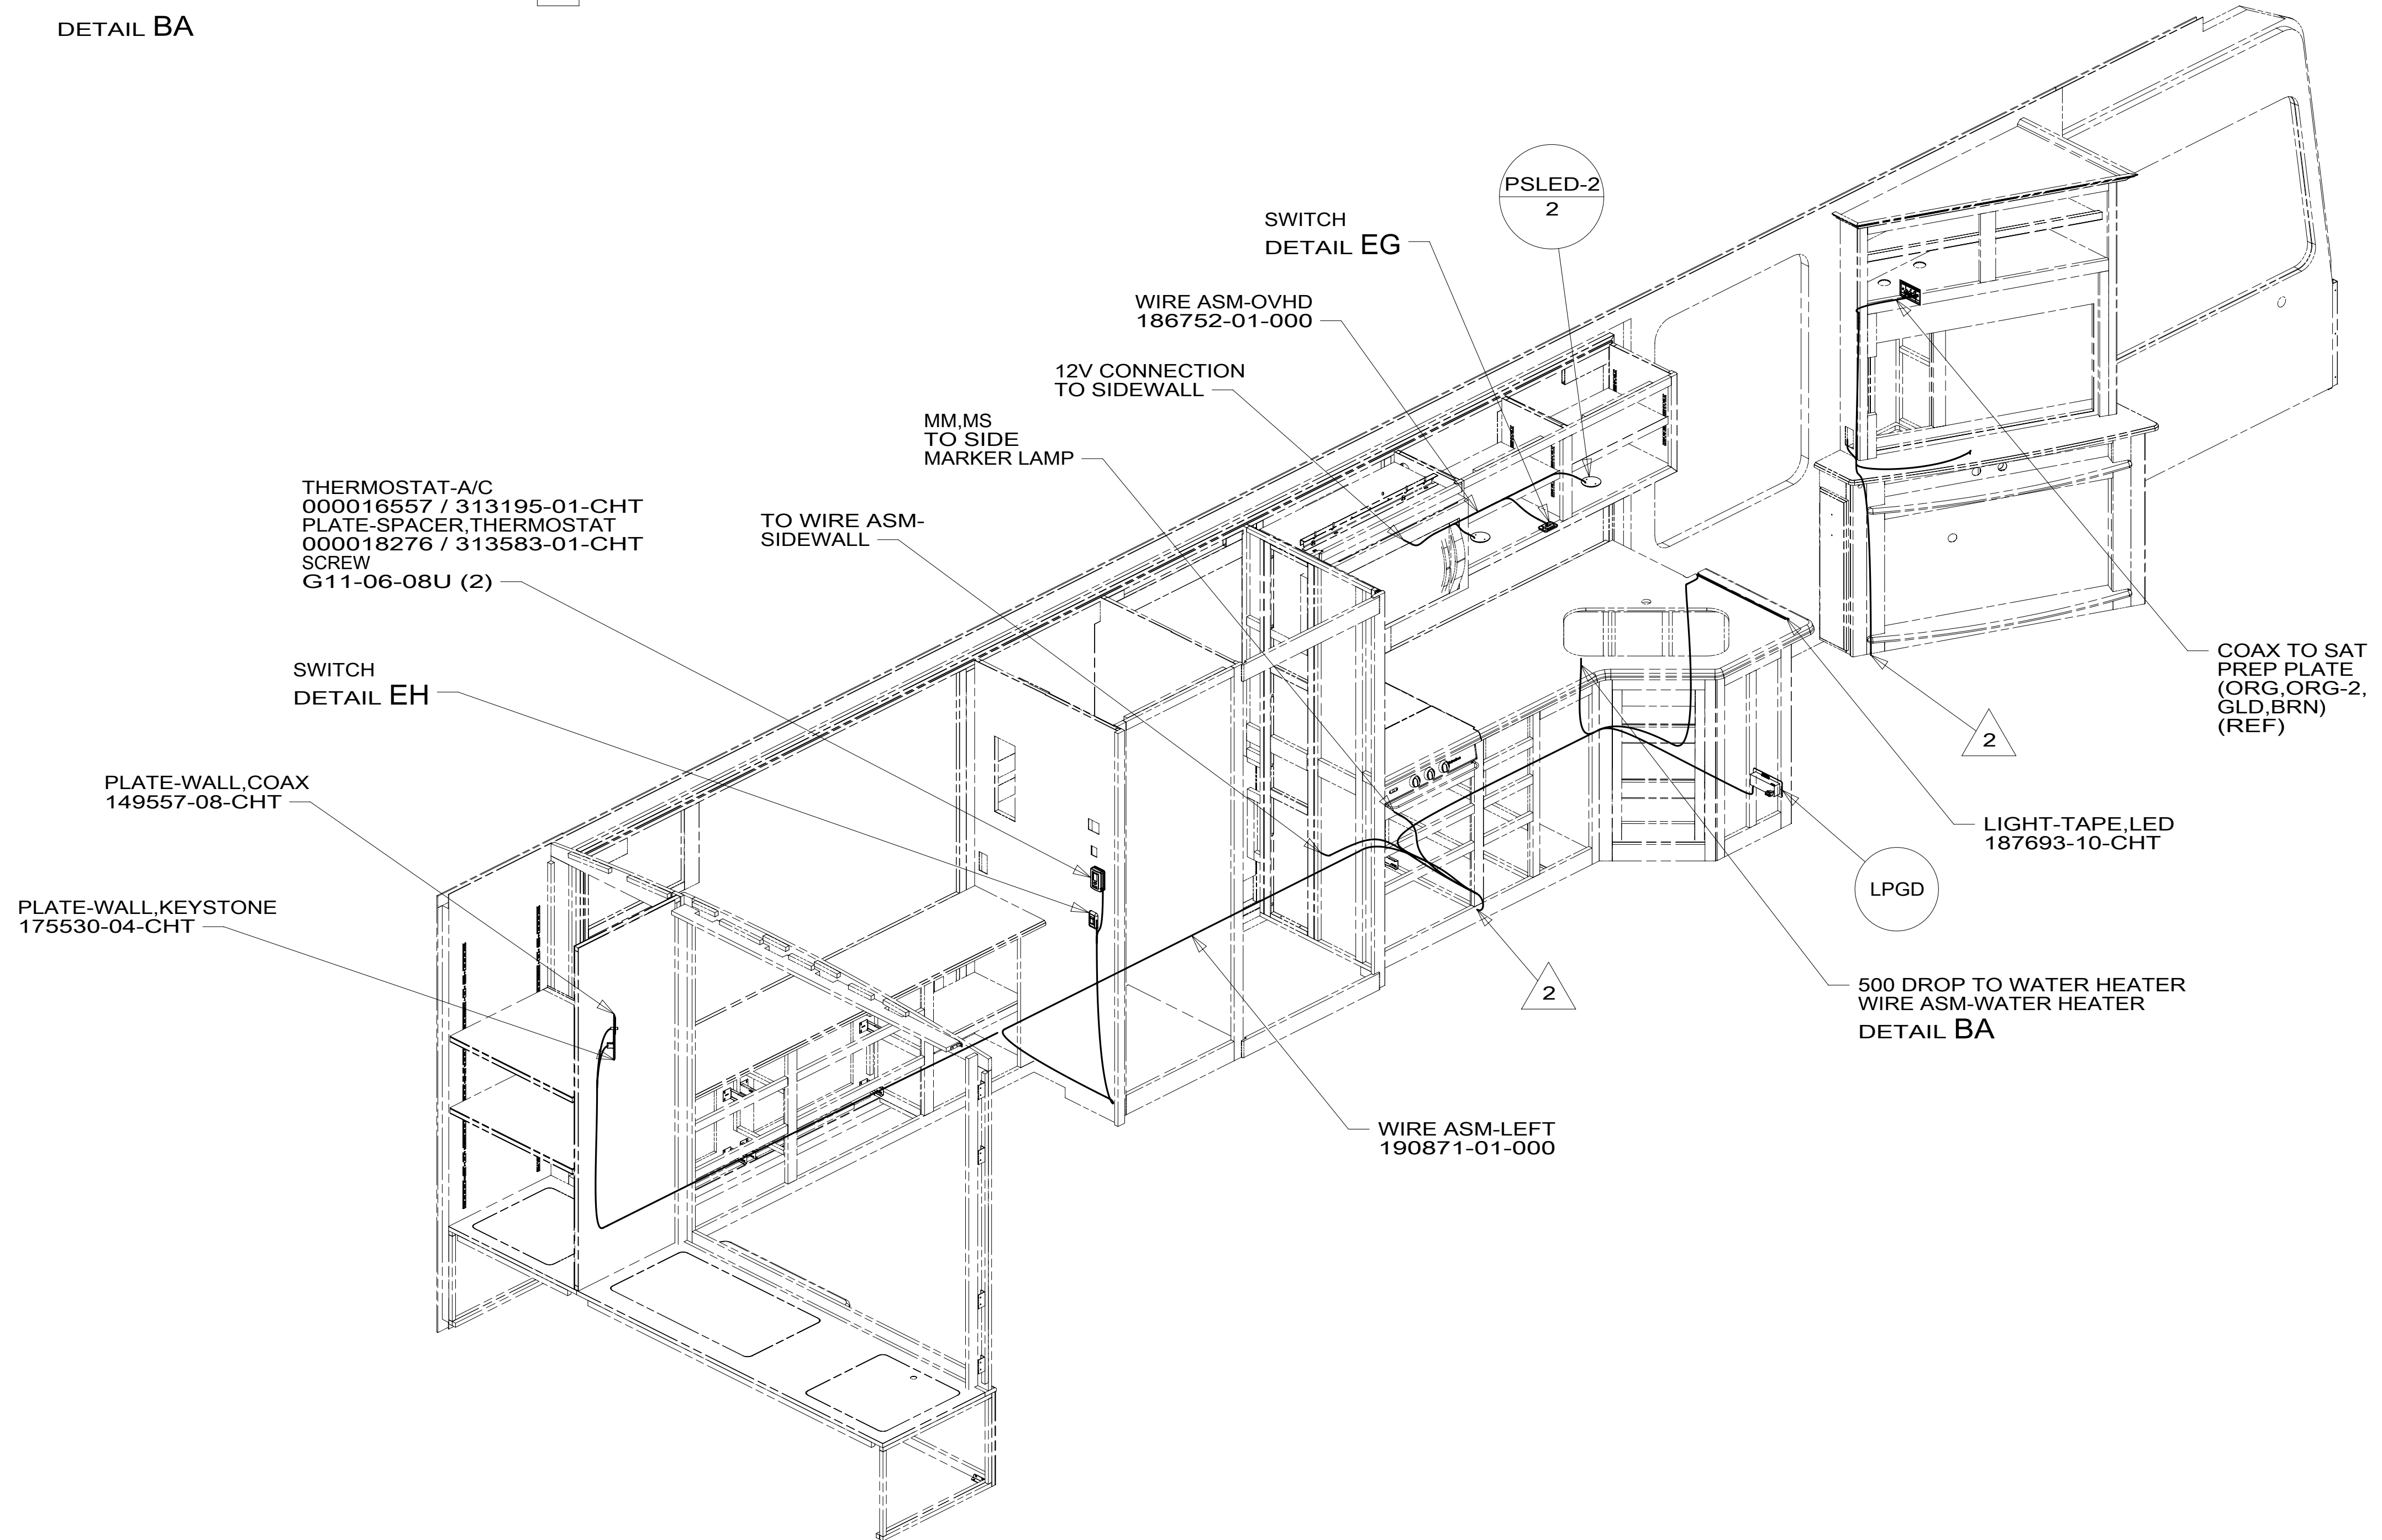 DETAIL BA
PSLED-2
2
SWITCH
DETAIL EG
WIRE ASM-OVHD
186752-01-000
12V CONNECTION
TO SIDEWALL
MM,MS
TO SIDE
MARKER LAMP
THERMOSTAT-A/C
000016557 / 313195-01-CHT
PLATE-SPACER,THERMOSTAT
000018276 / 313583-01-CHT
SCREW
G11-06-08U (2)
TO WIRE ASM-
SIDEWALL
SWITCH
DETAIL EH
PLATE-WALL,COAX
149557-08-CHT
PLATE-WALL,KEYSTONE
175530-04-CHT
COAX TO SAT
PREP PLATE
(ORG,ORG-2,
GLD,BRN)
(REF)
2
LIGHT-TAPE,LED
187693-10-CHT
LPGD
500 DROP TO WATER HEATER
WIRE ASM-WATER HEATER
DETAIL BA
2
WIRE ASM-LEFT
190871-01-000